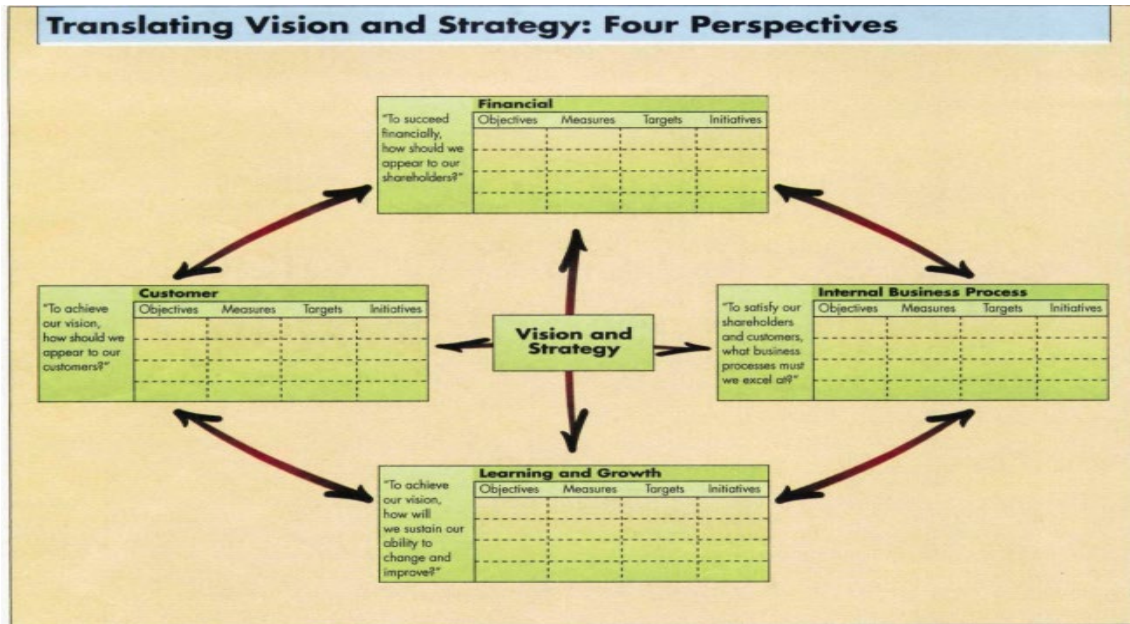 Translating Vision and Strategy: Four Perspectives
Financial
"To succeed
financially,
how should we
appear to our
shareholders?"
Objectives Measures Targets Initiatives
Customer
"To achieve
our vision,
how should we
appear to our
customers?"
Objectives Measures Targets Initiatives
Vision and
Strategy
Internal Business Process
"To satisfy our
shareholders
and customers,
what business
processes must
we excel at?"
Objectives Measures Targets Initiatives
Learning and Growth
"To achieve
our vision,
how will
we sustain our
ability to
change and
improve?"
Objectives Measures Targets Initiatives